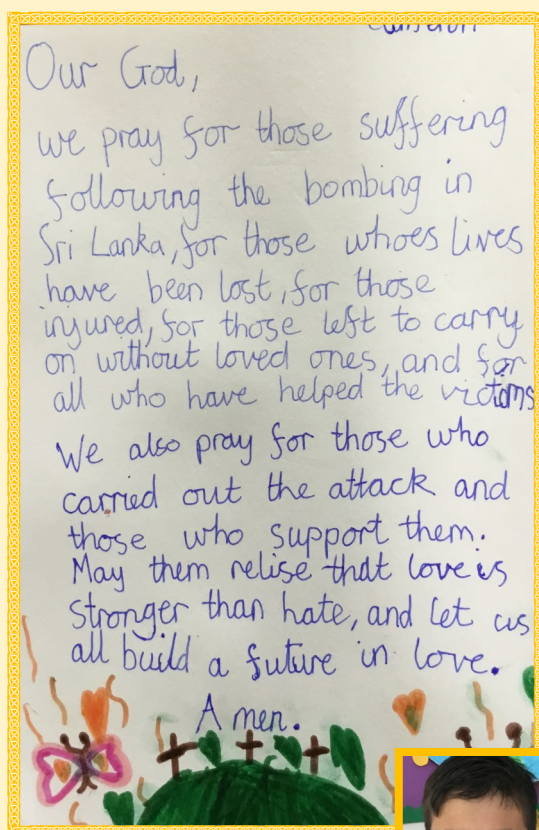 Our God,
we pray for those suffering
following the bombing in
Sri Lanka, for those whoes lives
have been lost, for those
injured, for those left to carry
on without loved ones, and for
all who have helped the victims
We also pray for those who
carried out the attack and
those who support them.
May them relise that love is
stronger than hate, and let us
all build a future in love.
Amen.